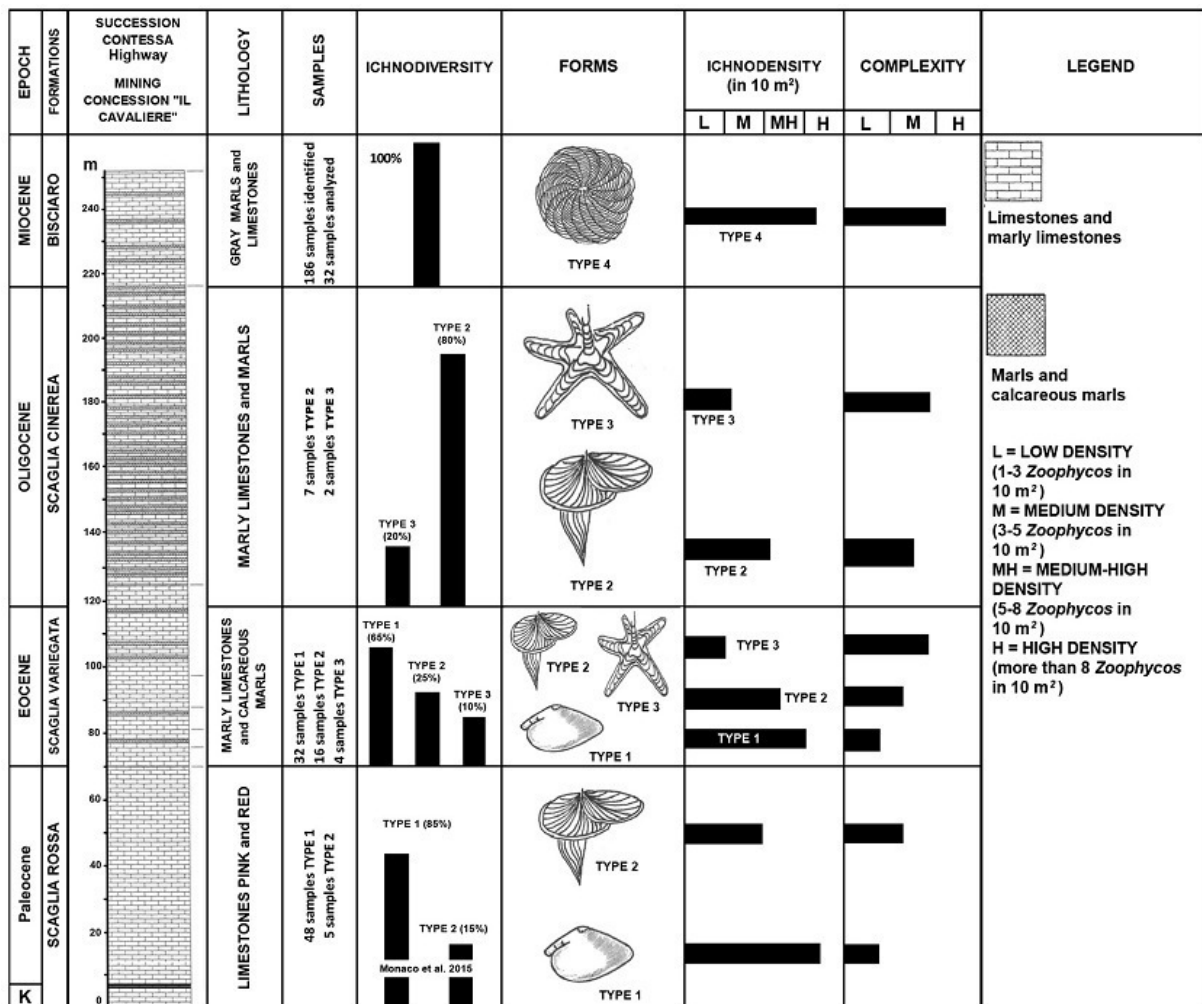 EPOCH
FORMATIONS
SUCCESSION
CONTESSA
Highway
MINING
CONCESSION "IL
CAVALIERE"
LITHOLOGY
SAMPLES
ICHNODIVERSITY
FORMS
ICHNODENSITY
(in 10 m²)
L M MH H
COMPLEXITY
L M H
LEGEND
MIOCENE
BISCIARO
m
240
220
GRAY MARLS and
LIMESTONES
186 samples identified
32 samples analyzed
100%
TYPE 4
TYPE 4
OLIGOCENE
SCAGLIA CINEREA
200
180
160
140
120
MARLY LIMESTONES and MARLS
7 samples TYPE 2
2 samples TYPE 3
TYPE 3
(20%)
TYPE 2
(80%)
TYPE 3
TYPE 2
TYPE 3
TYPE 2
EOCENE
SCAGLIA VARIEGATA
100
80
MARLY LIMESTONES
and CALCAREOUS
MARLS
32 samples TYPE 1
16 samples TYPE 2
4 samples TYPE 3
TYPE 1
(65%)
TYPE 2
(25%)
TYPE 3
(10%)
TYPE 2
TYPE 3
TYPE 1
TYPE 3
TYPE 2
TYPE 1
Paleocene
K
SCAGLIA ROSSA
60
40
20
0
LIMESTONES PINK and RED
48 samples TYPE 1
5 samples TYPE 2
TYPE 1 (85%)
TYPE 2 (15%)
Monaco et al. 2015
TYPE 2
TYPE 1
Limestones and
marly limestones
Marls and
calcareous marls
L = LOW DENSITY
(1-3 Zoophycos in
10 m²)
M = MEDIUM DENSITY
(3-5 Zoophycos in
10 m²)
MH = MEDIUM-HIGH
DENSITY
(5-8 Zoophycos in
10 m²)
H = HIGH DENSITY
(more than 8 Zoophycos
in 10 m²)